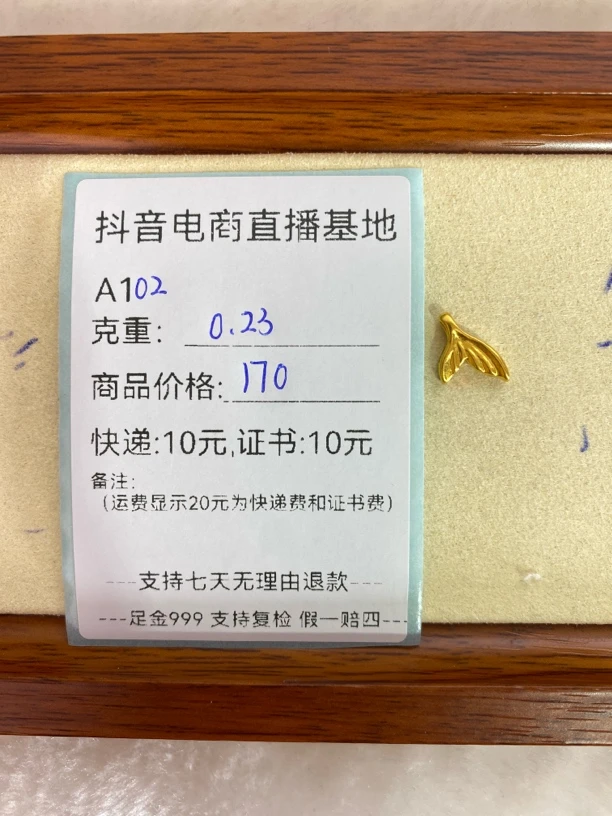 抖音电商直播基地
A102
克重: 0.23
商品价格: 170
快递:10元,证书:10元
备注:
(运费显示20元为快递费和证书费)
---支持七天无理由退款---
---足金999 支持复检 假一赔四---